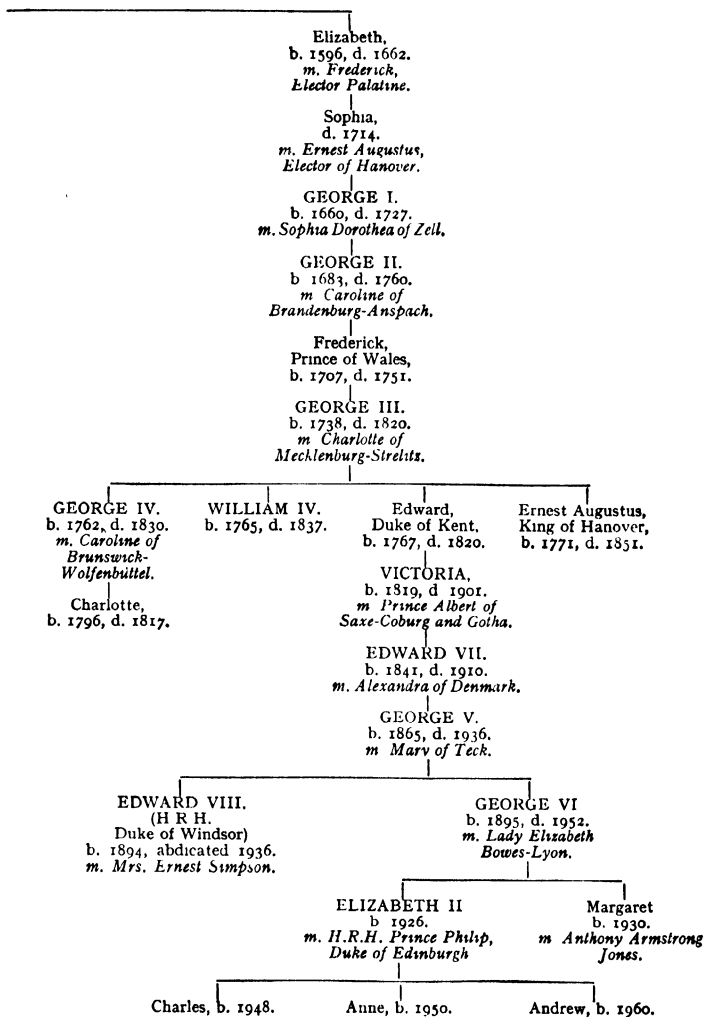 Elizabeth,
b. 1596, d. 1662.
m. Frederick,
Elector Palatine.
Sophia,
d. 1714.
m. Ernest Augustus,
Elector of Hanover.
GEORGE I.
b. 1660, d. 1727.
m. Sophia Dorothea of Zell.
GEORGE II.
b 1683, d. 1760.
m Caroline of
Brandenburg-Anspach.
Frederick,
Prince of Wales,
b. 1707, d. 1751.
GEORGE III.
b. 1738, d. 1820.
m Charlotte of
Mecklenburg-Strelitz.
GEORGE IV.
b. 1762, d. 1830.
m. Caroline of
Brunswick-
Wolfenbüttel.
Charlotte,
b. 1796, d. 1817.
WILLIAM IV.
b. 1765, d. 1837.
Edward,
Duke of Kent,
b. 1767, d. 1820.
Ernest Augustus,
King of Hanover,
b. 1771, d. 1851.
VICTORIA,
b. 1819, d 1901.
m Prince Albert of
Saxe-Coburg and Gotha.
EDWARD VII.
b. 1841, d. 1910.
m. Alexandra of Denmark.
GEORGE V.
b. 1865, d. 1936.
m Mary of Teck.
EDWARD VIII.
(H R H.
Duke of Windsor)
b. 1894, abdicated 1936.
m. Mrs. Ernest Simpson.
GEORGE VI
b. 1895, d. 1952.
m. Lady Elizabeth
Bowes-Lyon.
ELIZABETH II
b 1926.
m. H.R.H. Prince Philip,
Duke of Edinburgh
Margaret
b. 1930.
m Anthony Armstrong
Jones.
Charles, b. 1948.
Anne, b. 1950.
Andrew, b. 1960.